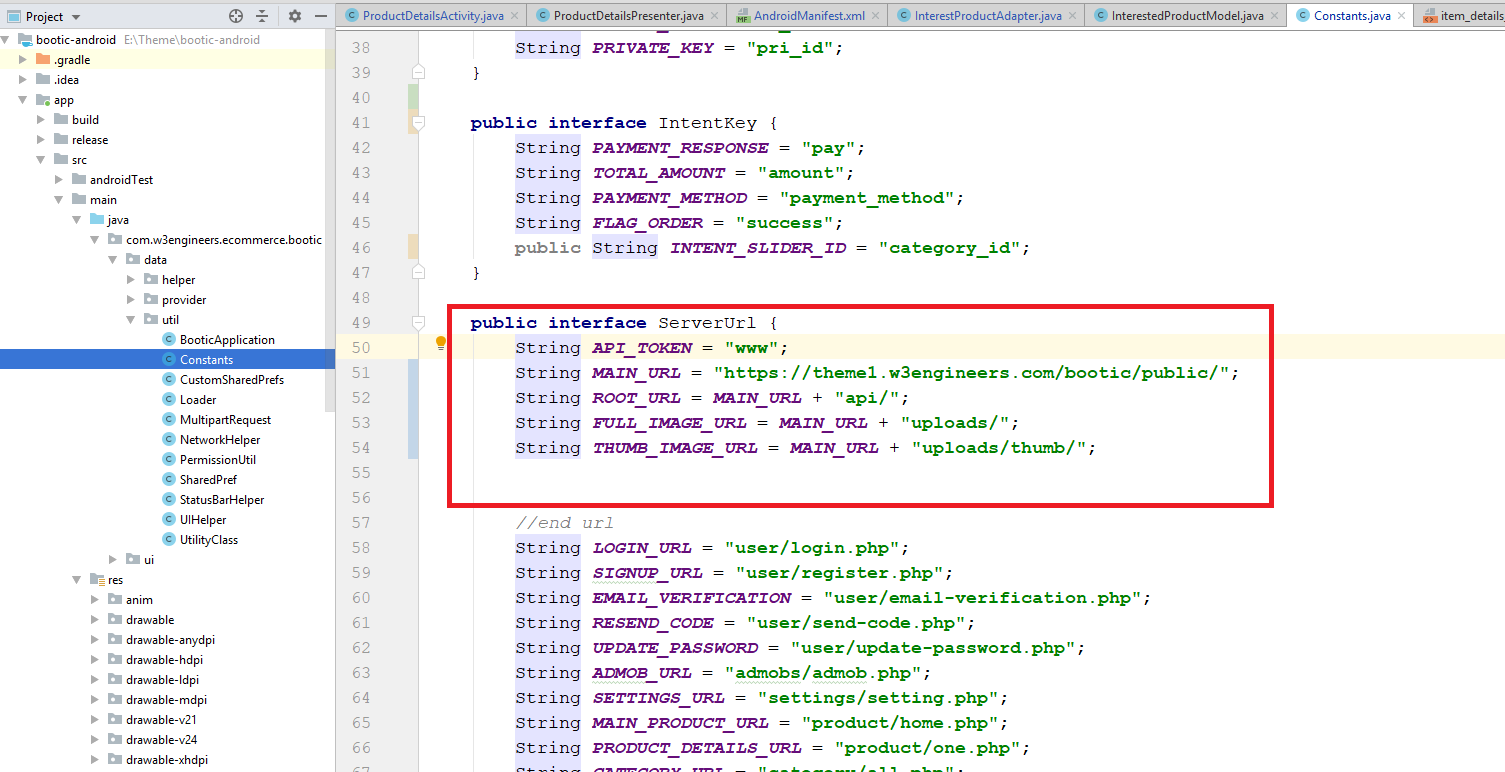 Project
bootic-android E:\Theme\bootic-android
.gradle
.idea
app
build
release
src
androidTest
main
java
com.w3engineers.ecommerce.bootic
data
helper
provider
util
BooticApplication
Constants
CustomSharedPrefs
Loader
MultipartRequest
NetworkHelper
PermissionUtil
SharedPref
StatusBarHelper
UIHelper
UtilityClass
ui
res
anim
drawable
drawable-anydpi
drawable-hdpi
drawable-ldpi
drawable-mdpi
drawable-v21
drawable-v24
drawable-xhdpi
ProductDetailsActivity.java ProductDetailsPresenter.java AndroidManifest.xml InterestProductAdapter.java InterestedProductModel.java Constants.java item_details_
38 String PRIVATE_KEY = "pri_id";
39 }
40
41 public interface IntentKey {
42 String PAYMENT_RESPONSE = "pay";
43 String TOTAL_AMOUNT = "amount";
44 String PAYMENT_METHOD = "payment_method";
45 String FLAG_ORDER = "success";
46 public String INTENT_SLIDER_ID = "category_id";
47 }
48
49 public interface ServerUrl {
50 String API_TOKEN = "www";
51 String MAIN_URL = "https://theme1.w3engineers.com/bootic/public/";
52 String ROOT_URL = MAIN_URL + "api/";
53 String FULL_IMAGE_URL = MAIN_URL + "uploads/";
54 String THUMB_IMAGE_URL = MAIN_URL + "uploads/thumb/";
55
56
57 //end url
58 String LOGIN_URL = "user/login.php";
59 String SIGNUP_URL = "user/register.php";
60 String EMAIL_VERIFICATION = "user/email-verification.php";
61 String RESEND_CODE = "user/send-code.php";
62 String UPDATE_PASSWORD = "user/update-password.php";
63 String ADMOB_URL = "admobs/admob.php";
64 String SETTINGS_URL = "settings/setting.php";
65 String MAIN_PRODUCT_URL = "product/home.php";
66 String PRODUCT_DETAILS_URL = "product/one.php";
67 String CATEGORY_URL = "category/all.php";